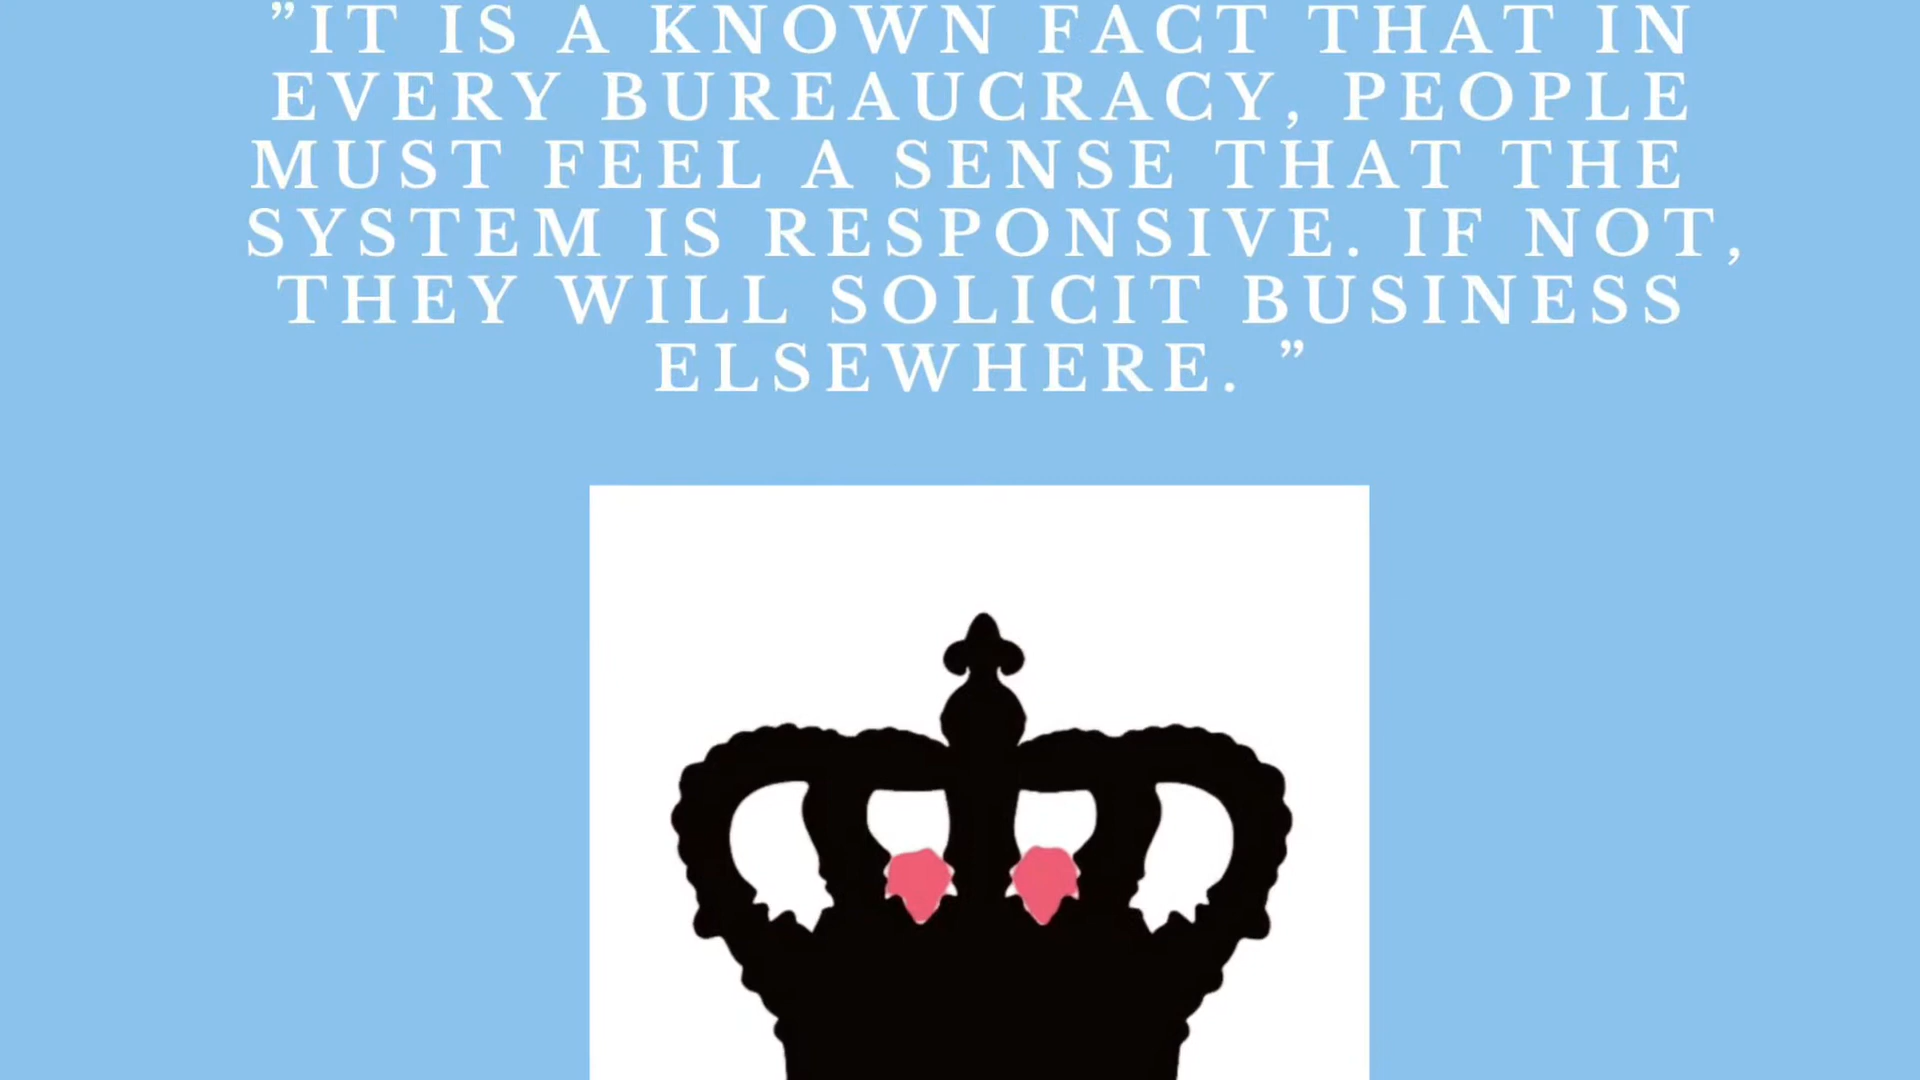 ”IT IS A KNOWN FACT THAT IN
EVERY BUREAUCRACY, PEOPLE
MUST FEEL A SENSE THAT THE
SYSTEM IS RESPONSIVE. IF NOT,
THEY WILL SOLICIT BUSINESS
ELSEWHERE. ”